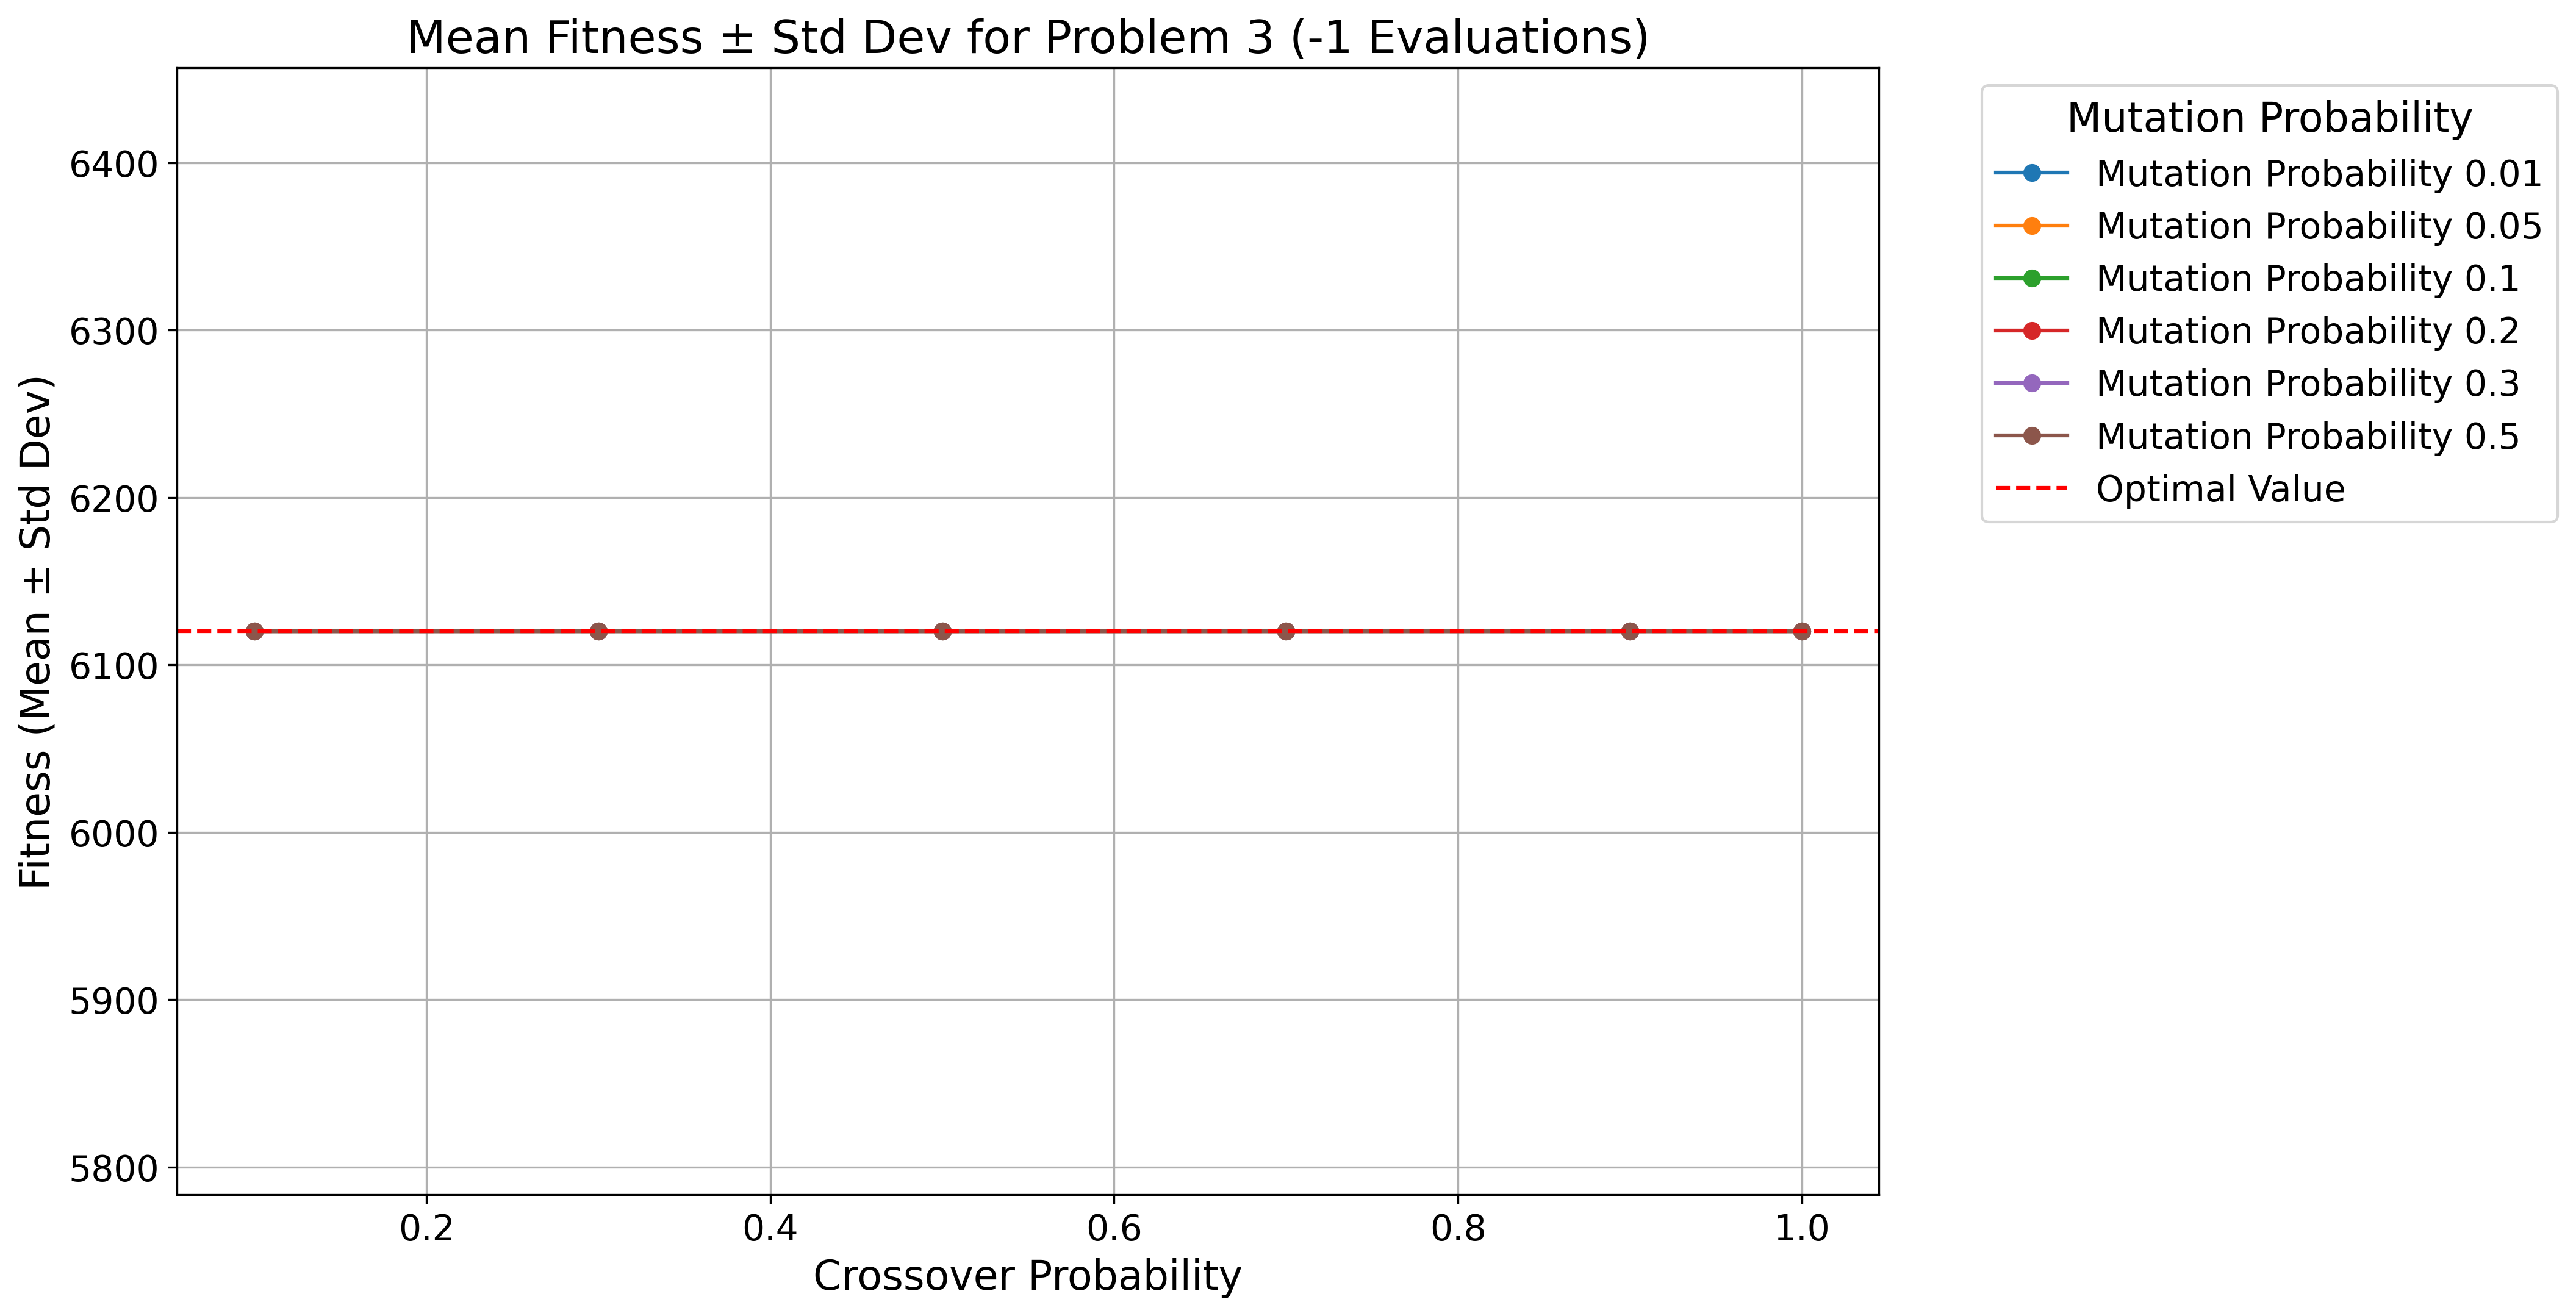 Mean Fitness ± Std Dev for Problem 3 (-1 Evaluations)
Fitness (Mean ± Std Dev)
6400
6300
6200
6100
6000
5900
5800
0.2
0.4
0.6
0.8
1.0
Crossover Probability
Mutation Probability
Mutation Probability 0.01
Mutation Probability 0.05
Mutation Probability 0.1
Mutation Probability 0.2
Mutation Probability 0.3
Mutation Probability 0.5
Optimal Value